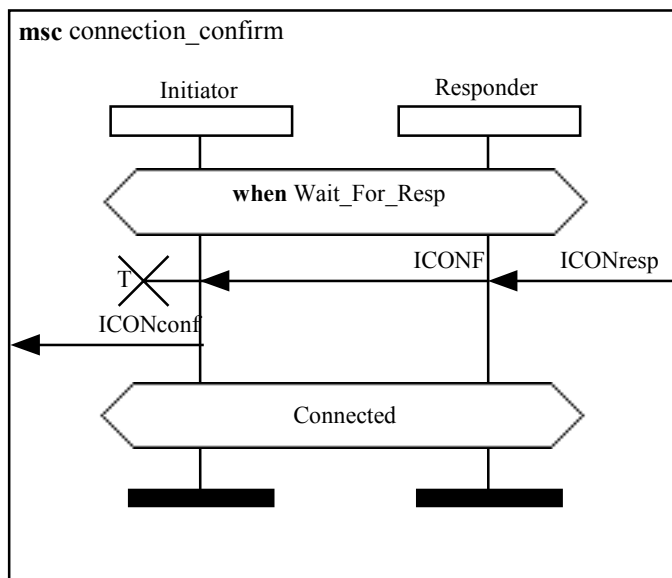 msc connection_confirm
Initiator
Responder
when Wait_For_Resp
ICONF
ICONresp
T
ICONconf
Connected